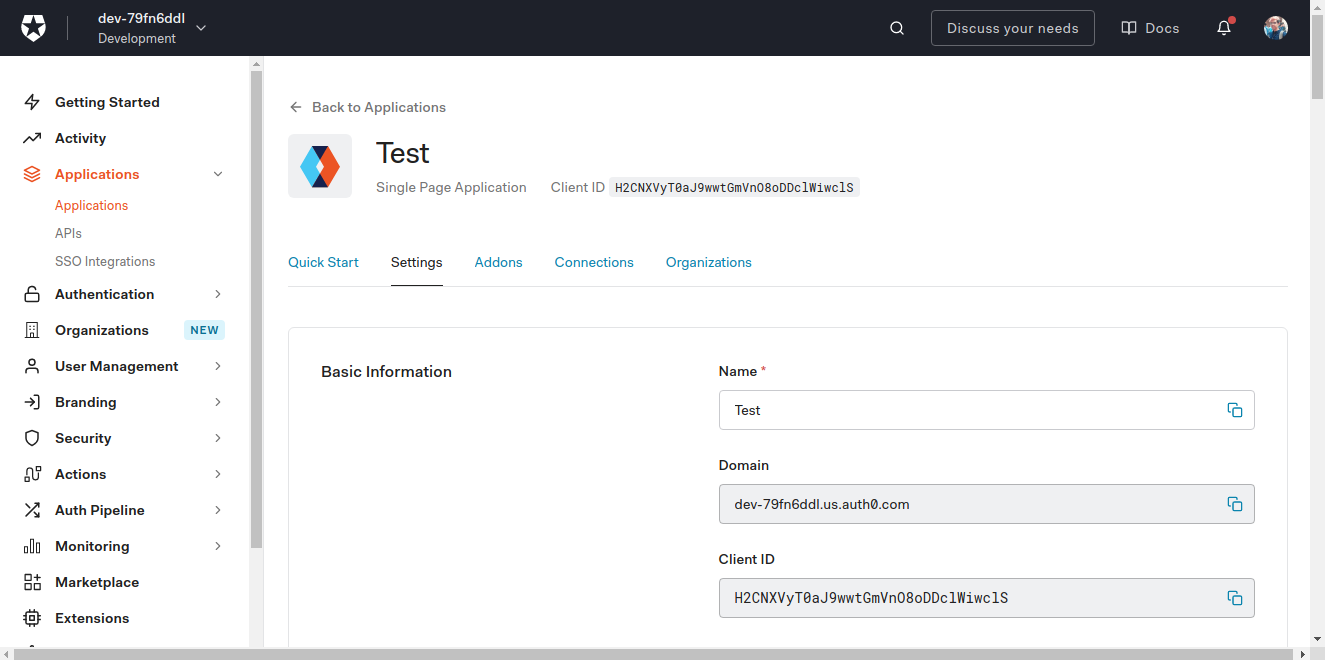 dev-79fn6ddl
Development
Discuss your needs
Docs
Getting Started
Activity
Applications
Applications
APIs
SSO Integrations
Authentication
Organizations NEW
User Management
Branding
Security
Actions
Auth Pipeline
Monitoring
Marketplace
Extensions
Back to Applications
Test
Single Page Application Client ID H2CNXVyT0aJ9wwtGmVnO8oDDclWiwclS
Quick Start Settings Addons Connections Organizations
Basic Information
Name *
Test
Domain
dev-79fn6ddl.us.auth0.com
Client ID
H2CNXVyT0aJ9wwtGmVnO8oDDclWiwclS